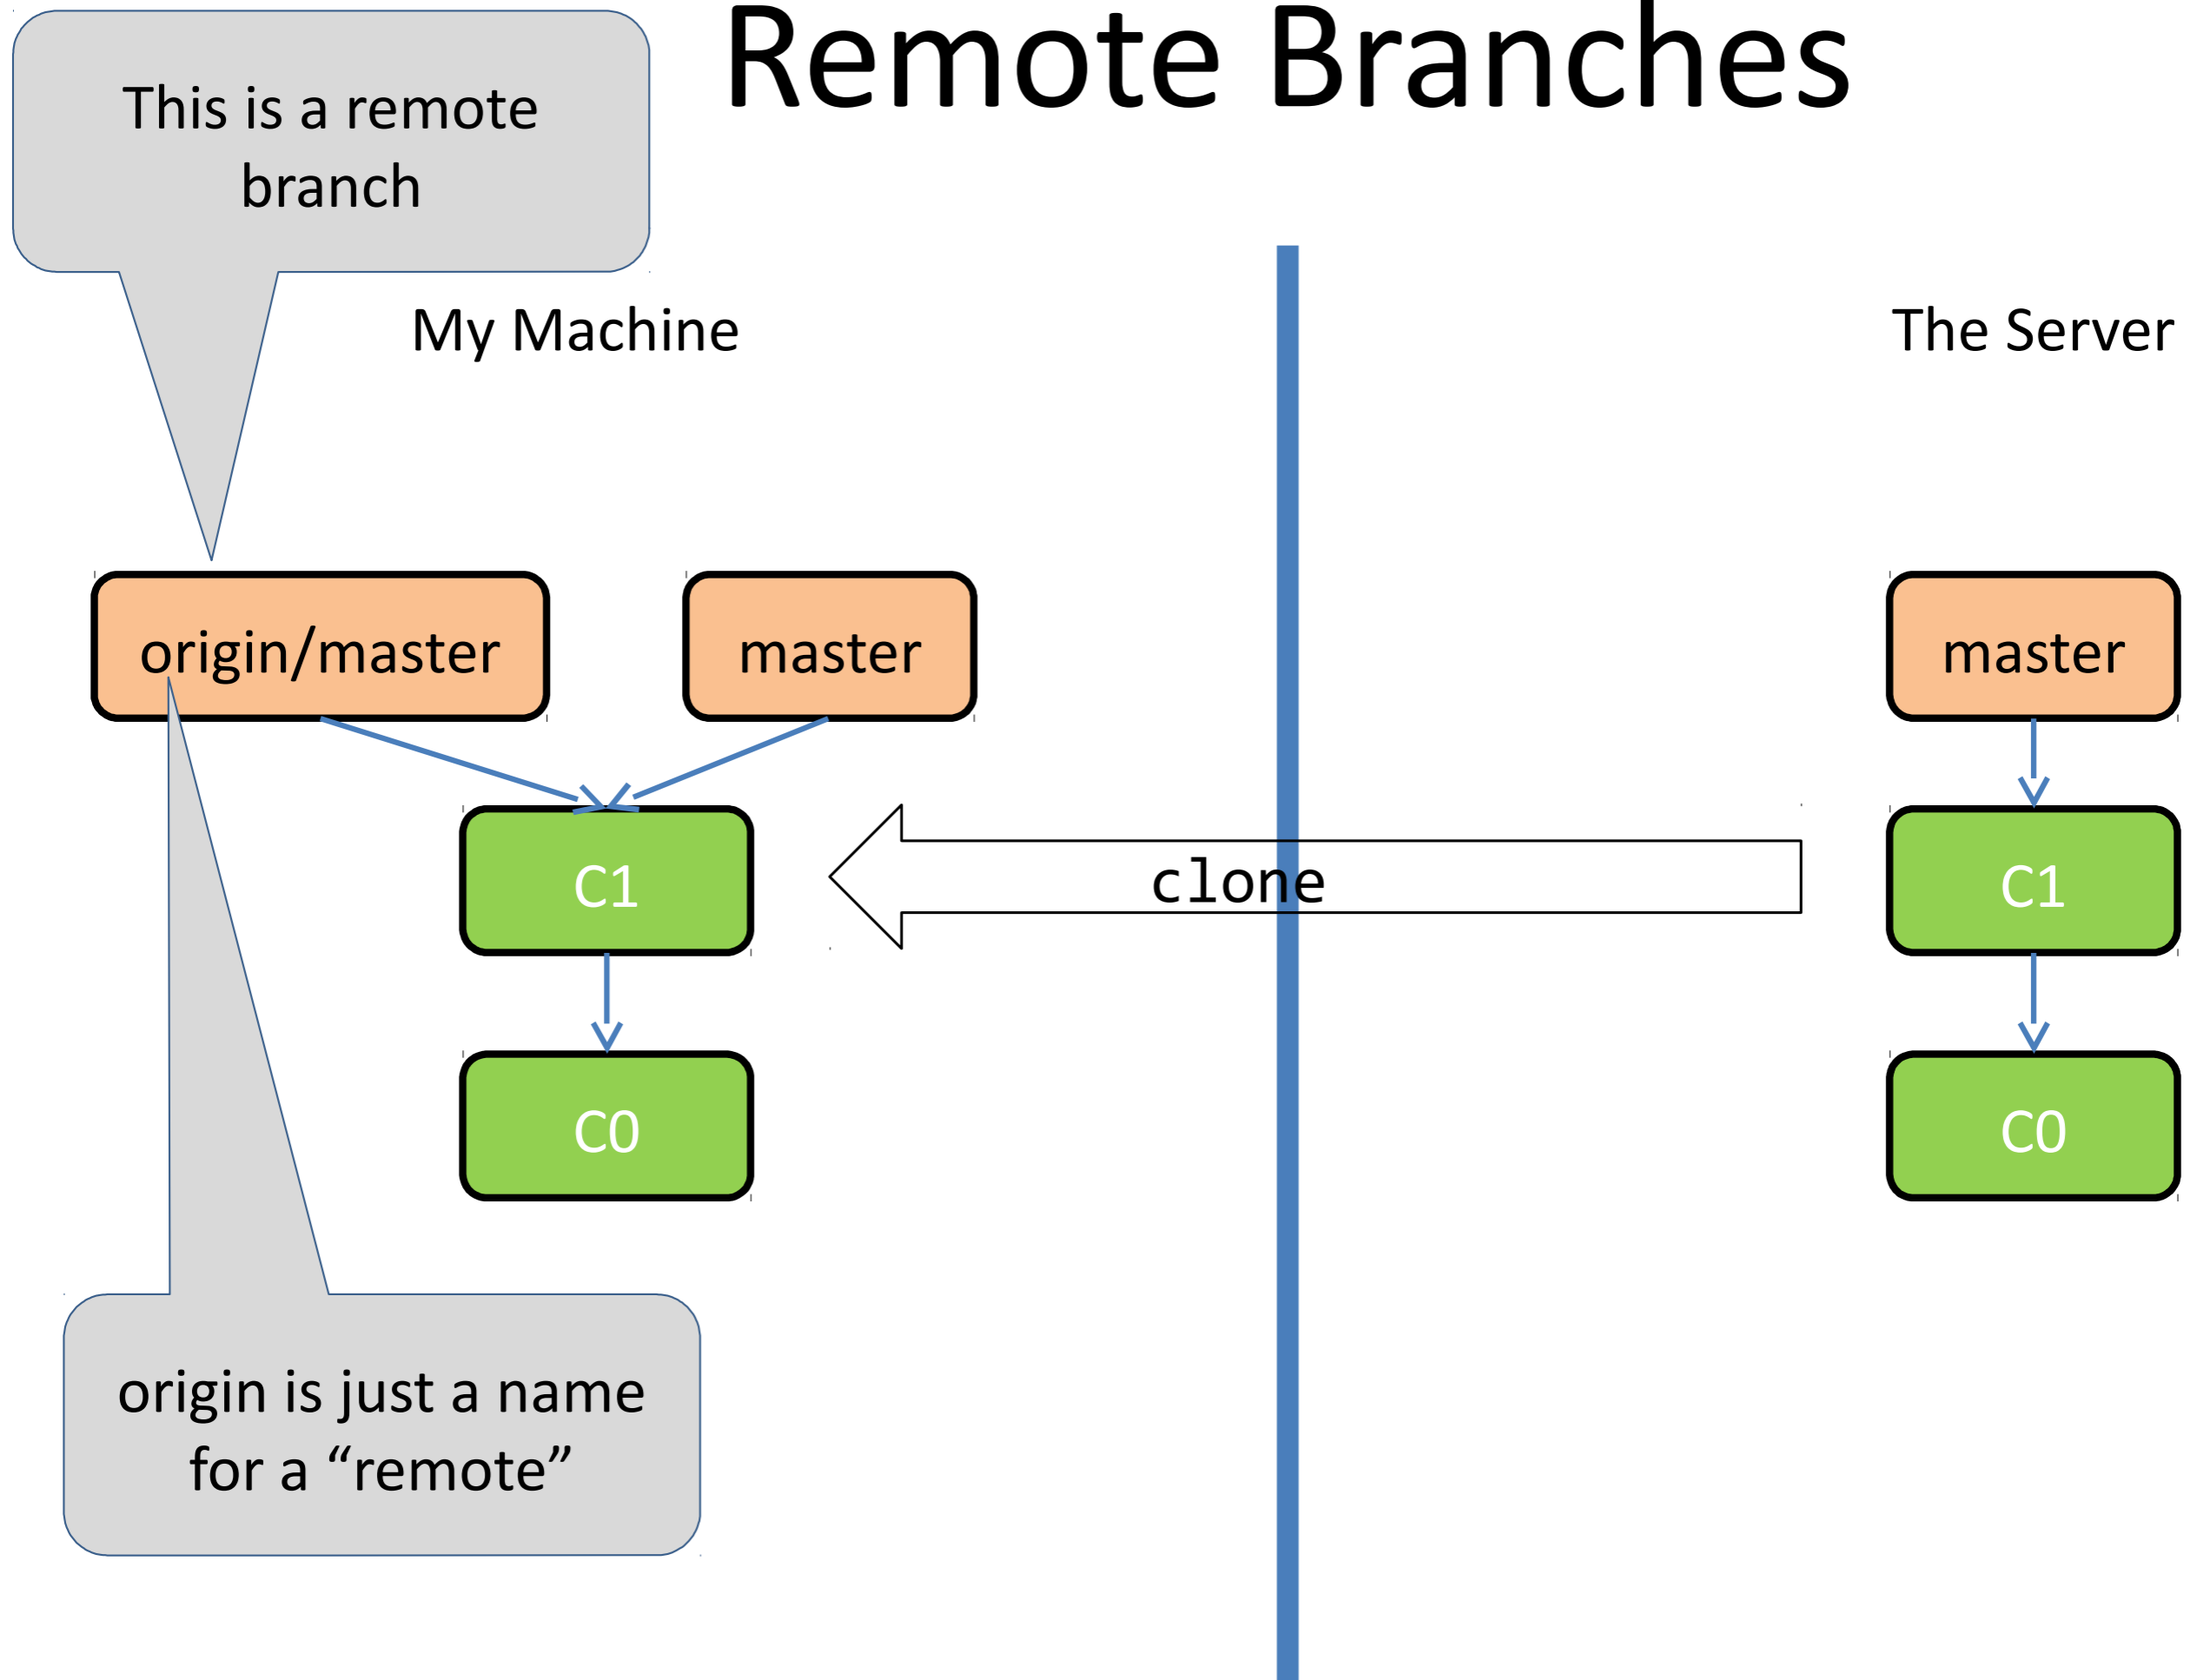 Remote Branches
This is a remote
branch
My Machine
The Server
origin/master
master
master
C1
clone
C1
C0
C0
origin is just a name
for a “remote”